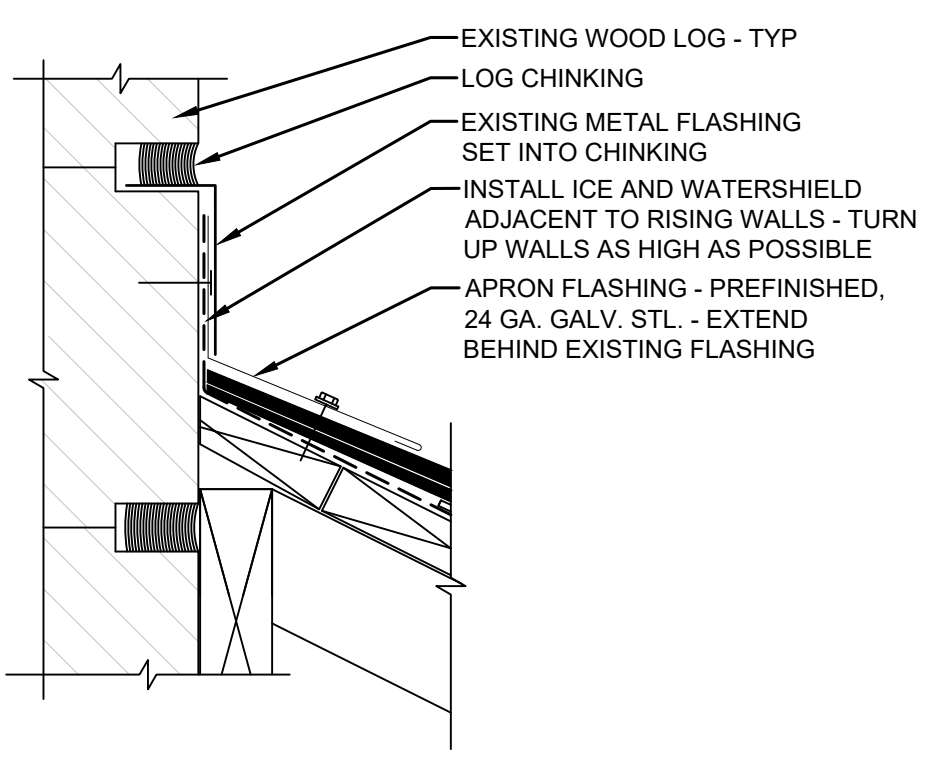 EXISTING WOOD LOG - TYP
LOG CHINKING
EXISTING METAL FLASHING
SET INTO CHINKING
INSTALL ICE AND WATERSHIELD
ADJACENT TO RISING WALLS - TURN
UP WALLS AS HIGH AS POSSIBLE
APRON FLASHING - PREFINISHED,
24 GA. GALV. STL. - EXTEND
BEHIND EXISTING FLASHING